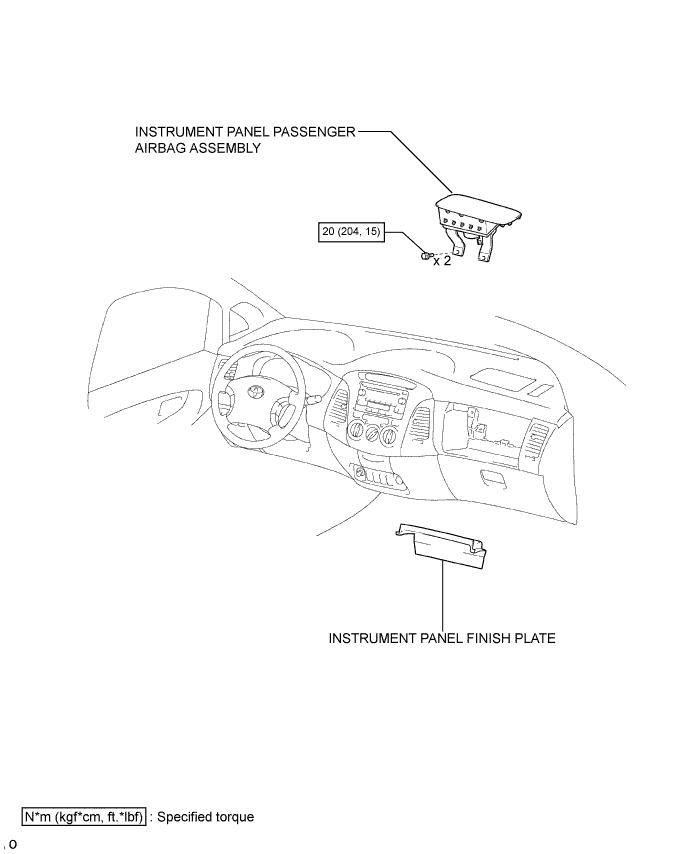 INSTRUMENT PANEL PASSENGER
AIRBAG ASSEMBLY
20 (204, 15)
x 2
INSTRUMENT PANEL FINISH PLATE
N*m (kgf*cm, ft.*lbf) : Specified torque
, O